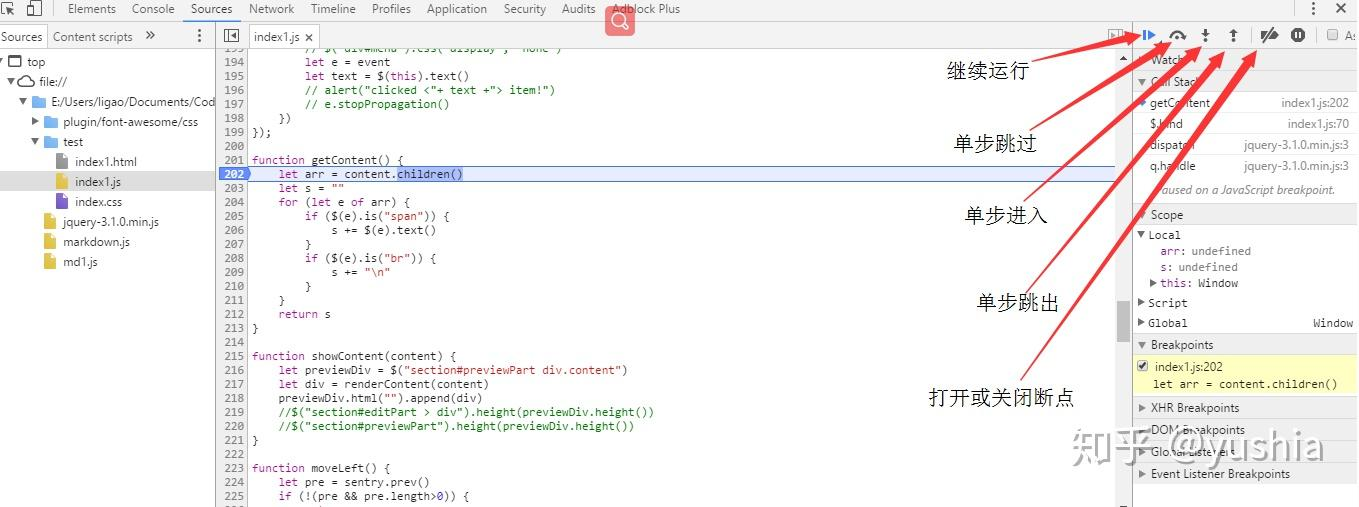 Elements Console Sources Network Timeline Profiles Application Security Audits Adblock Plus
Sources Content scripts »
top
file://
E:/Users/ligao/Documents/Cod
plugin/font-awesome/css
test
index1.html
index1.js
index.css
jquery-3.1.0.min.js
markdown.js
md1.js
index1.js ×
193 // $("div#menu").css("display", "none")
194 let e = event
195 let text = $(this).text()
196 // alert("clicked <"+ text +"> item!")
197 // e.stopPropagation()
198 })
199 });
200
201 function getContent() {
202 let arr = content.children()
203 let s = ""
204 for (let e of arr) {
205 if ($(e).is("span")) {
206 s += $(e).text()
207 }
208 if ($(e).is("br")) {
209 s += "\n"
210 }
211 }
212 return s
213 }
214
215 function showContent(content) {
216 let previewDiv = $("section#previewPart div.content")
217 let div = renderContent(content)
218 previewDiv.html("").append(div)
219 //$("section#editPart > div").height(previewDiv.height())
220 //$("section#previewPart").height(previewDiv.height())
221 }
222
223 function moveLeft() {
224 let pre = sentry.prev()
225 if (!(pre && pre.length>0)) {
226
继续运行
单步跳过
单步进入
单步跳出
打开或关闭断点
As
Watch
Call Stack
getContent index1.js:202
$.bind index1.js:70
dispatch jquery-3.1.0.min.js:3
q.handle jquery-3.1.0.min.js:3
aused on a JavaScript breakpoint.
Scope
Local
arr: undefined
s: undefined
this: Window
Script
Global Window
Breakpoints
index1.js:202
let arr = content.children()
XHR Breakpoints
DOM Breakpoints
Global Listeners
Event Listener Breakpoints
知乎 @yushia